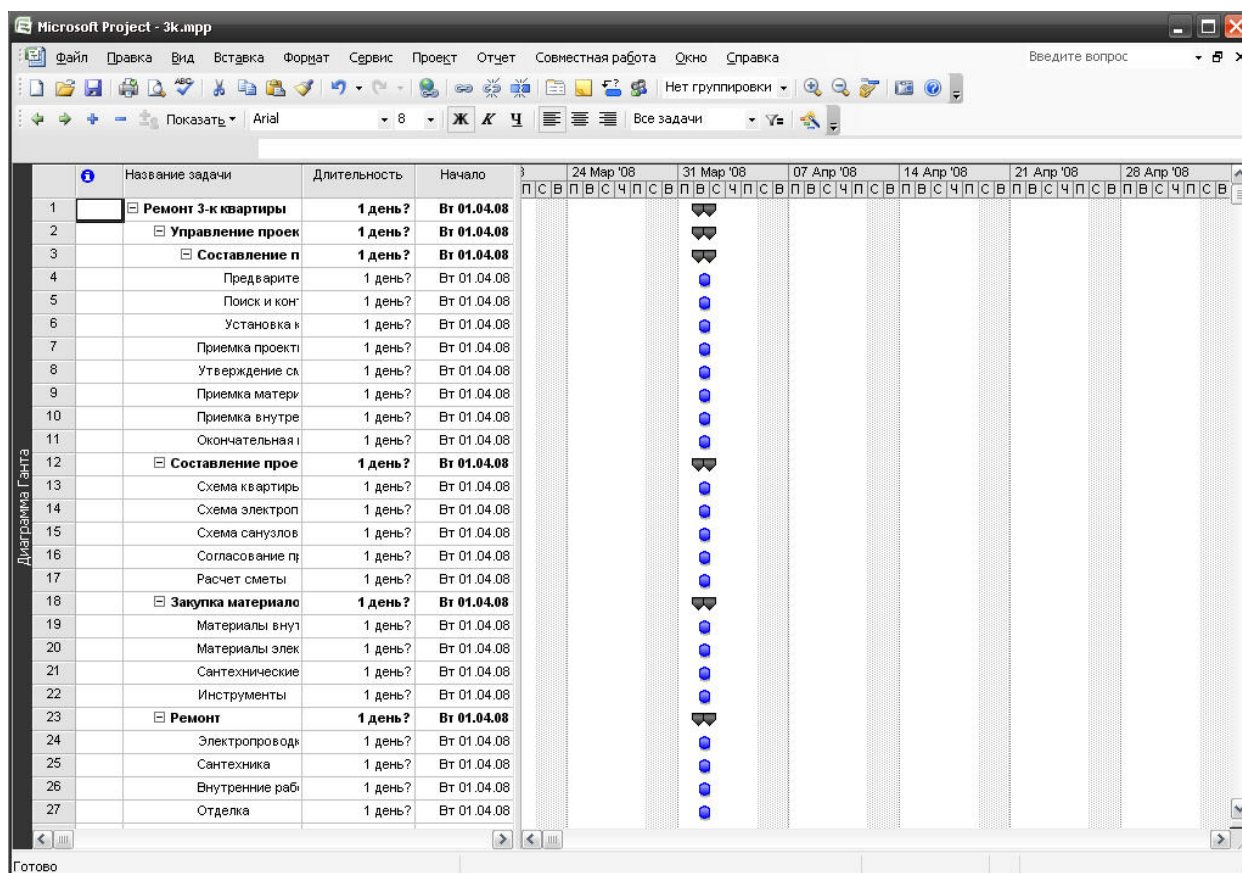 Microsoft Project - 3k.mpp
Файл Правка Вид Вставка Формат Сервис Проект Отчет Совместная работа Окно Справка Введите вопрос
Нет группировки
Показать Arial 8 Ж К Ч Все задачи
Название задачи Длительность Начало 3 24 Мар '08 31 Мар '08 07 Апр '08 14 Апр '08 21 Апр '08 28 Апр '08
П С В П В С Ч П С В П В С Ч П С В П В С Ч П С В П В С Ч П С В П В С Ч П С В П В С Ч П С В
1 Ремонт 3-к квартиры 1 день? Вт 01.04.08
2 Управление проек 1 день? Вт 01.04.08
3 Составление п 1 день? Вт 01.04.08
4 Предварите 1 день? Вт 01.04.08
5 Поиск и конт 1 день? Вт 01.04.08
6 Установка к 1 день? Вт 01.04.08
7 Приемка проект 1 день? Вт 01.04.08
8 Утверждение см 1 день? Вт 01.04.08
9 Приемка матери 1 день? Вт 01.04.08
10 Приемка внутре 1 день? Вт 01.04.08
11 Окончательная 1 день? Вт 01.04.08
12 Составление прое 1 день? Вт 01.04.08
13 Схема квартиры 1 день? Вт 01.04.08
14 Схема электроп 1 день? Вт 01.04.08
15 Схема санузлов 1 день? Вт 01.04.08
16 Согласование пр 1 день? Вт 01.04.08
17 Расчет сметы 1 день? Вт 01.04.08
18 Закупка материало 1 день? Вт 01.04.08
19 Материалы внут 1 день? Вт 01.04.08
20 Материалы элек 1 день? Вт 01.04.08
21 Сантехнические 1 день? Вт 01.04.08
22 Инструменты 1 день? Вт 01.04.08
23 Ремонт 1 день? Вт 01.04.08
24 Электропроводк 1 день? Вт 01.04.08
25 Сантехника 1 день? Вт 01.04.08
26 Внутренние раб 1 день? Вт 01.04.08
27 Отделка 1 день? Вт 01.04.08
Диаграмма Ганта
Готово